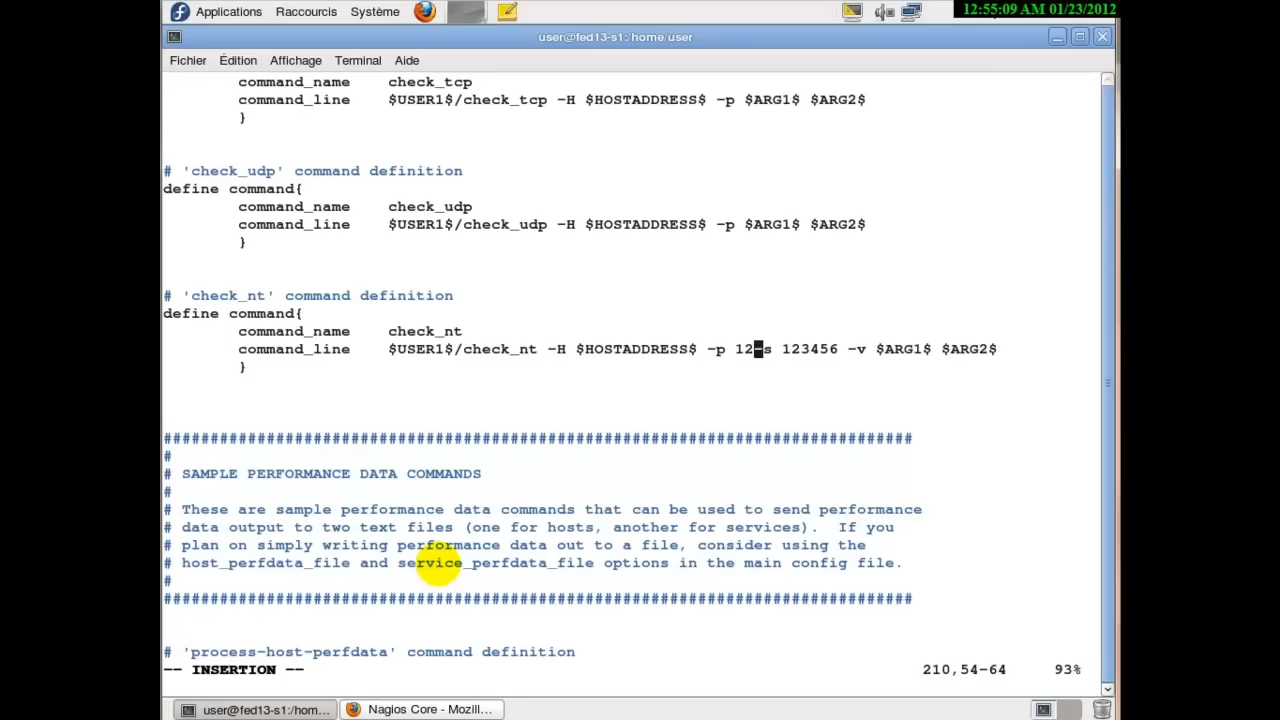 Applications Raccourcis Système 12:55:09 AM 01/23/2012
user@fed13-s1:/home/user
Fichier Édition Affichage Terminal Aide
command_name check_tcp
command_line $USER1$/check_tcp -H $HOSTADDRESS$ -p $ARG1$ $ARG2$
}
# 'check_udp' command definition
define command{
command_name check_udp
command_line $USER1$/check_udp -H $HOSTADDRESS$ -p $ARG1$ $ARG2$
}
# 'check_nt' command definition
define command{
command_name check_nt
command_line $USER1$/check_nt -H $HOSTADDRESS$ -p 12-s 123456 -v $ARG1$ $ARG2$
}
################################################################################
#
# SAMPLE PERFORMANCE DATA COMMANDS
#
# These are sample performance data commands that can be used to send performance
# data output to two text files (one for hosts, another for services). If you
# plan on simply writing performance data out to a file, consider using the
# host_perfdata_file and service_perfdata_file options in the main config file.
#
################################################################################
# 'process-host-perfdata' command definition
-- INSERTION -- 210,54-64 93%
user@fed13-s1:/hom... Nagios Core - Mozill...